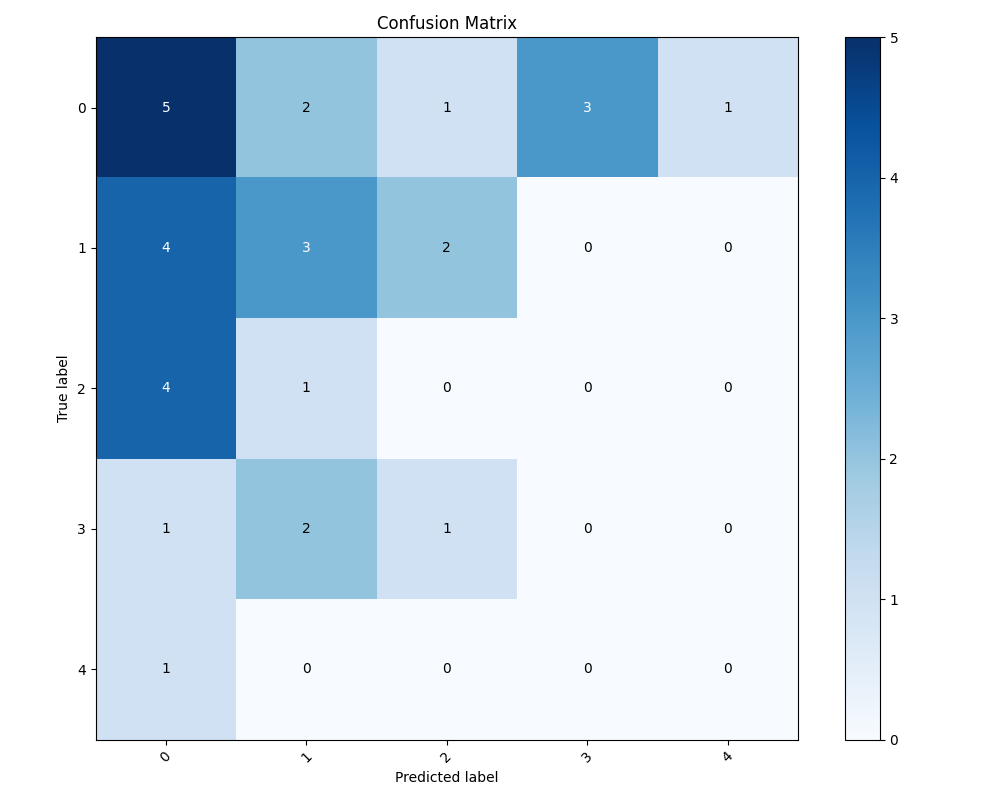 Confusion Matrix
True label
0 5 2 1 3 1
1 4 3 2 0 0
2 4 1 0 0 0
3 1 2 1 0 0
4 1 0 0 0 0
0 1 2 3 4
Predicted label
5
4
3
2
1
0